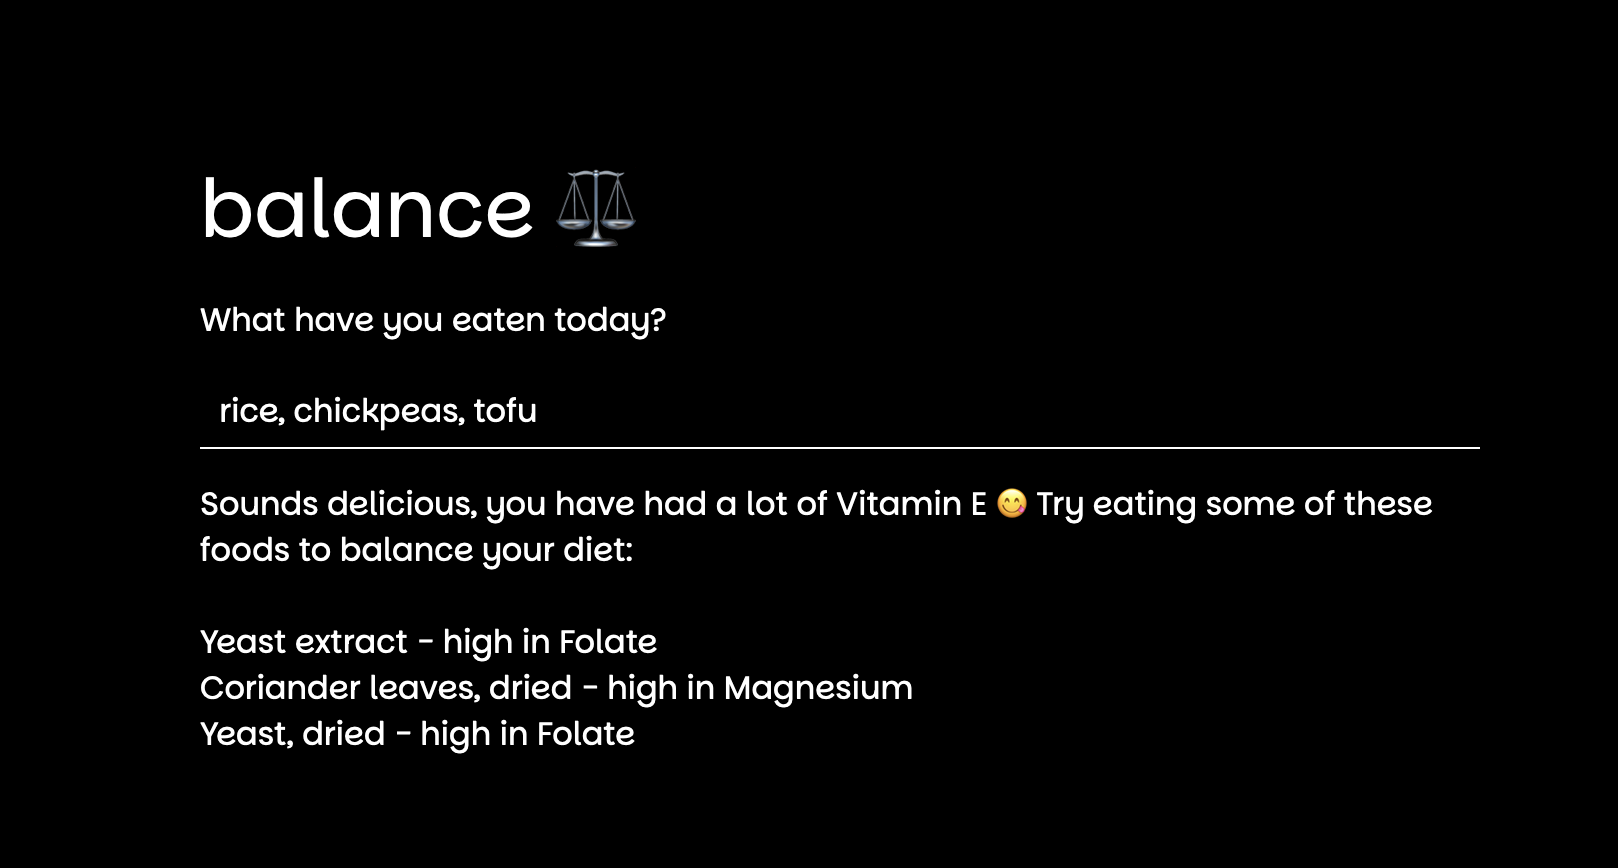 balance ⚖️
What have you eaten today?
rice, chickpeas, tofu
Sounds delicious, you have had a lot of Vitamin E 😋 Try eating some of these
foods to balance your diet:
Yeast extract - high in Folate
Coriander leaves, dried - high in Magnesium
Yeast, dried - high in Folate